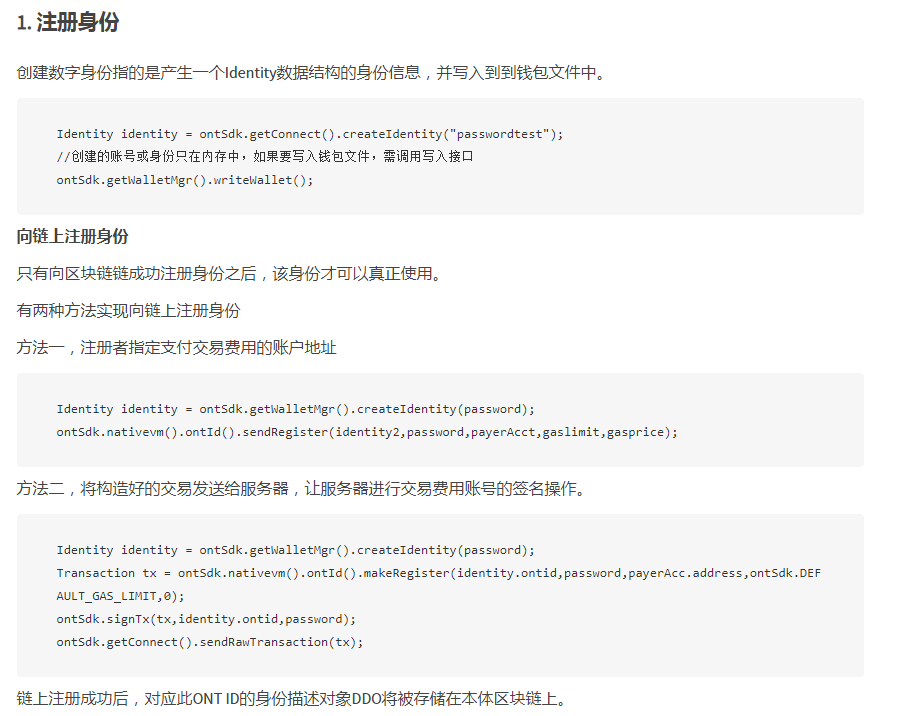 1. 注册身份
创建数字身份指的是产生一个Identity数据结构的身份信息，并写入到到钱包文件中。
Identity identity = ontSdk.getConnect().createIdentity("passwordtest");
//创建的账号或身份只在内存中，如果要写入钱包文件，需调用写入接口
ontSdk.getWalletMgr().writeWallet();
向链上注册身份
只有向区块链链成功注册身份之后，该身份才可以真正使用。
有两种方法实现向链上注册身份
方法一，注册者指定支付交易费用的账户地址
Identity identity = ontSdk.getWalletMgr().createIdentity(password);
ontSdk.nativevm().ontId().sendRegister(identity2,password,payerAcct,gaslimit,gasprice);
方法二，将构造好的交易发送给服务器，让服务器进行交易费用账号的签名操作。
Identity identity = ontSdk.getWalletMgr().createIdentity(password);
Transaction tx = ontSdk.nativevm().ontId().makeRegister(identity.ontid,password,payerAcc.address,ontSdk.DEF
AULT_GAS_LIMIT,0);
ontSdk.signTx(tx,identity.ontid,password);
ontSdk.getConnect().sendRawTransaction(tx);
链上注册成功后，对应此ONT ID的身份描述对象DDO将被存储在本体区块链上。